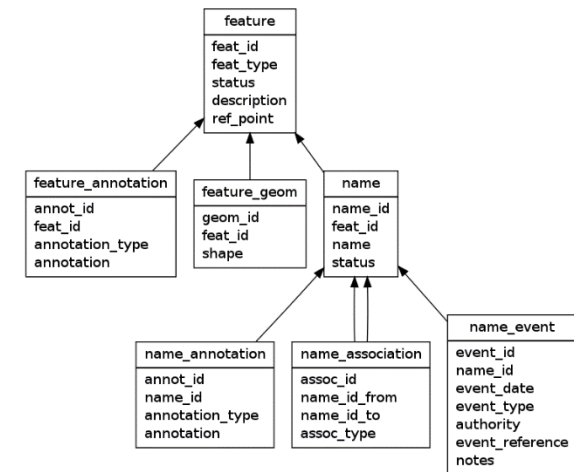 feature
feat_id
feat_type
status
description
ref_point
feature_annotation
annot_id
feat_id
annotation_type
annotation
feature_geom
geom_id
feat_id
shape
name
name_id
feat_id
name
status
name_annotation
annot_id
name_id
annotation_type
annotation
name_association
assoc_id
name_id_from
name_id_to
assoc_type
name_event
event_id
name_id
event_date
event_type
authority
event_reference
notes